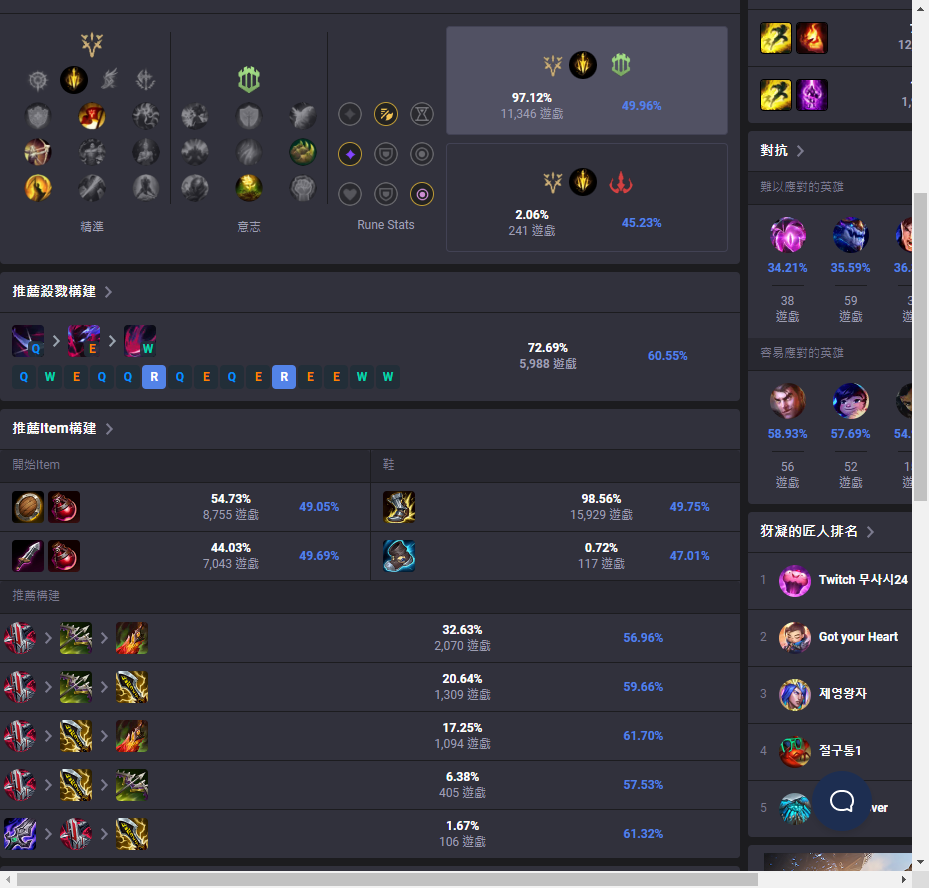 97.12%
11,346 遊戲
49.96%
2.06%
241 遊戲
45.23%
精準
意志
Rune Stats
推薦殺戮構建
Q
E
W
72.69%
5,988 遊戲
60.55%
Q W E Q Q R Q E Q E R E E W W
推薦Item構建
開始Item
鞋
54.73%
8,755 遊戲
49.05%
98.56%
15,929 遊戲
49.75%
44.03%
7,043 遊戲
49.69%
0.72%
117 遊戲
47.01%
推薦構建
32.63%
2,070 遊戲
56.96%
20.64%
1,309 遊戲
59.66%
17.25%
1,094 遊戲
61.70%
6.38%
405 遊戲
57.53%
1.67%
106 遊戲
61.32%
12
1,
對抗
難以應對的英雄
34.21% 35.59% 36.
38 59 3
遊戲 遊戲 遊
容易應對的英雄
58.93% 57.69% 54.
56 52 1
遊戲 遊戲 遊
犽凝的匠人排名
1 Twitch 무사시24
2 Got your Heart
3 제영왕자
4 절구통1
5 ver